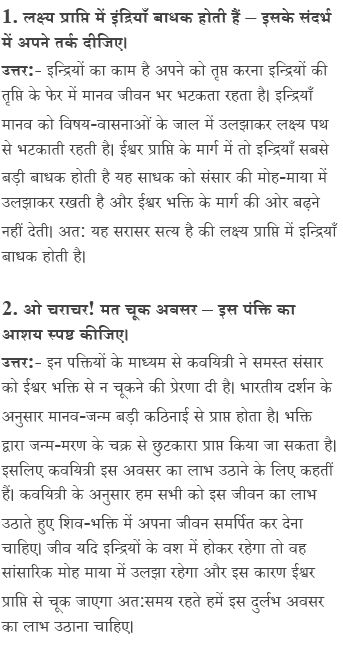 1. लक्ष्य प्राप्ति में इंद्रियाँ बाधक होती हैं – इसके संदर्भ
में अपने तर्क दीजिए।
उत्तर:- इन्द्रियों का काम है अपने को तृप्त करना इन्द्रियों की
तृप्ति के फेर में मानव जीवन भर भटकता रहता है। इन्द्रियाँ
मानव को विषय-वासनाओं के जाल में उलझाकर लक्ष्य पथ
से भटकाती रहती है। ईश्वर प्राप्ति के मार्ग में तो इन्द्रियाँ सबसे
बड़ी बाधक होती है यह साधक को संसार की मोह-माया में
उलझाकर रखती है और ईश्वर भक्ति के मार्ग की ओर बढ़ने
नहीं देती। अत: यह सरासर सत्य है की लक्ष्य प्राप्ति में इन्द्रियाँ
बाधक होती है।
2. ओ चराचर! मत चूक अवसर – इस पंक्ति का
आशय स्पष्ट कीजिए।
उत्तर:- इन पक्तियों के माध्यम से कवयित्री ने समस्त संसार
को ईश्वर भक्ति से न चूकने की प्रेरणा दी है। भारतीय दर्शन के
अनुसार मानव-जन्म बड़ी कठिनाई से प्राप्त होता है। भक्ति
द्वारा जन्म-मरण के चक्र से छुटकारा प्राप्त किया जा सकता है।
इसलिए कवयित्री इस अवसर का लाभ उठाने के लिए कहतीं
हैं। कवयित्री के अनुसार हम सभी को इस जीवन का लाभ
उठाते हुए शिव-भक्ति में अपना जीवन समर्पित कर देना
चाहिए। जीव यदि इन्द्रियों के वश में होकर रहेगा तो वह
सांसारिक मोह माया में उलझा रहेगा और इस कारण ईश्वर
प्राप्ति से चूक जाएगा अत:समय रहते हमें इस दुर्लभ अवसर
का लाभ उठाना चाहिए।